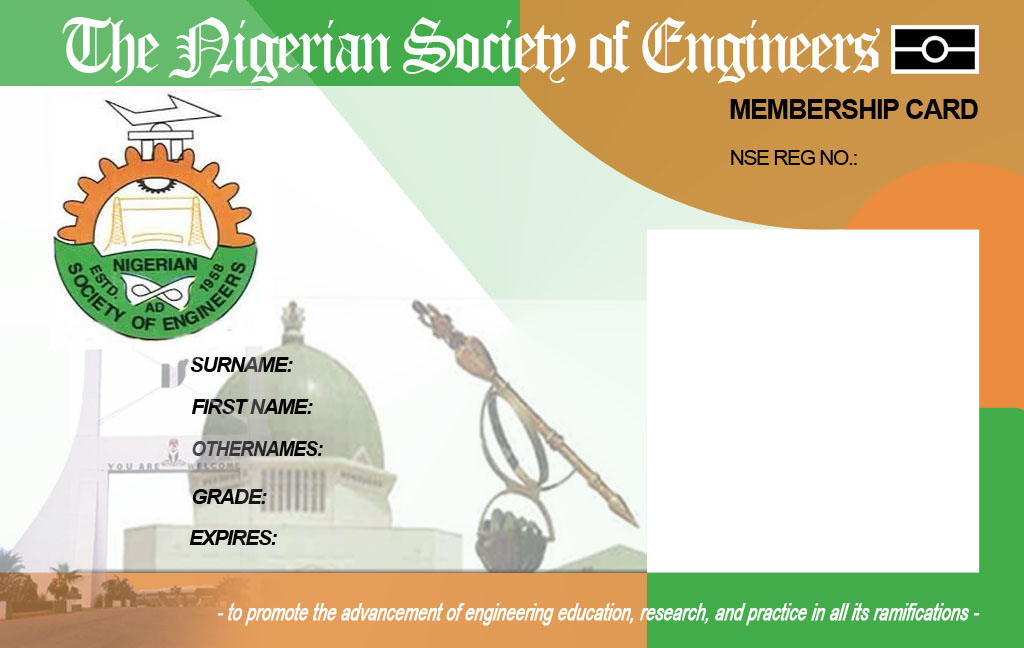 The Nigerian Society of Engineers
MEMBERSHIP CARD
NSE REG NO.:
NIGERIAN
ESTD. AD 1958
SOCIETY OF ENGINEERS
SURNAME:
FIRST NAME:
OTHERNAMES:
YOU ARE WELCOME
GRADE:
EXPIRES:
- to promote the advancement of engineering education, research, and practice in all its ramifications -